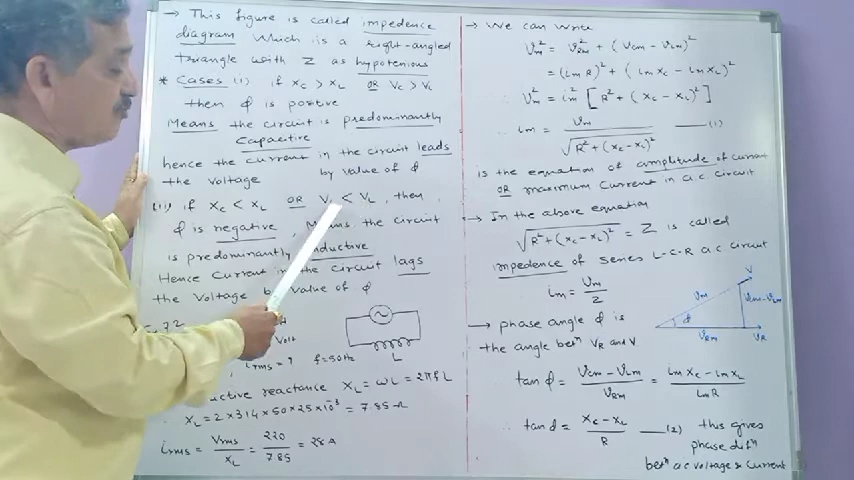 → This figure is called impedence
diagram which is a right-angled
triangle with Z as hypotenious
* Cases (i) if Xc > XL OR Vc > VL
then ϕ is positive
Means the circuit is predominantly
Capacitive
hence the current in the circuit leads
the voltage by value of ϕ
(ii) if Xc < XL OR V < VL, then
ϕ is negative, Means the circuit
is predominantly inductive
Hence Current in the circuit lags
the voltage by value of ϕ
7.2
Volt
irms = ? f = 50Hz
L
uctive reactance XL = ωL = 2πfL
∴ XL = 2×3.14×50×25×10⁻³ = 7.85 Ω
irms = Vrms/XL = 220/7.85 = 28A
→ We can write
Vm² = VRm² + (Vcm − VLm)²
= (im R)² + (im Xc − im XL)²
∴ Vm² = im² [R² + (Xc − XL)²]
∴ im = Vm/√R² + (Xc − XL)² —— (1)
is the equation of amplitude of current
OR maximum current in a.c circuit
→ In the above equation
√R² + (Xc − XL)² = Z is called
impedence of series L-C-R a.c circuit
im = Vm/Z
→ phase angle ϕ is
the angle betⁿ VR and V
V
Vm
Vcm−VLm
ϕ
VRm
VR
tan ϕ = Vcm − VLm/VRm = im Xc − im XL/im R
∴ tan ϕ = Xc − XL/R —— (2) this gives
phase difⁿ
betⁿ a.c voltage & current